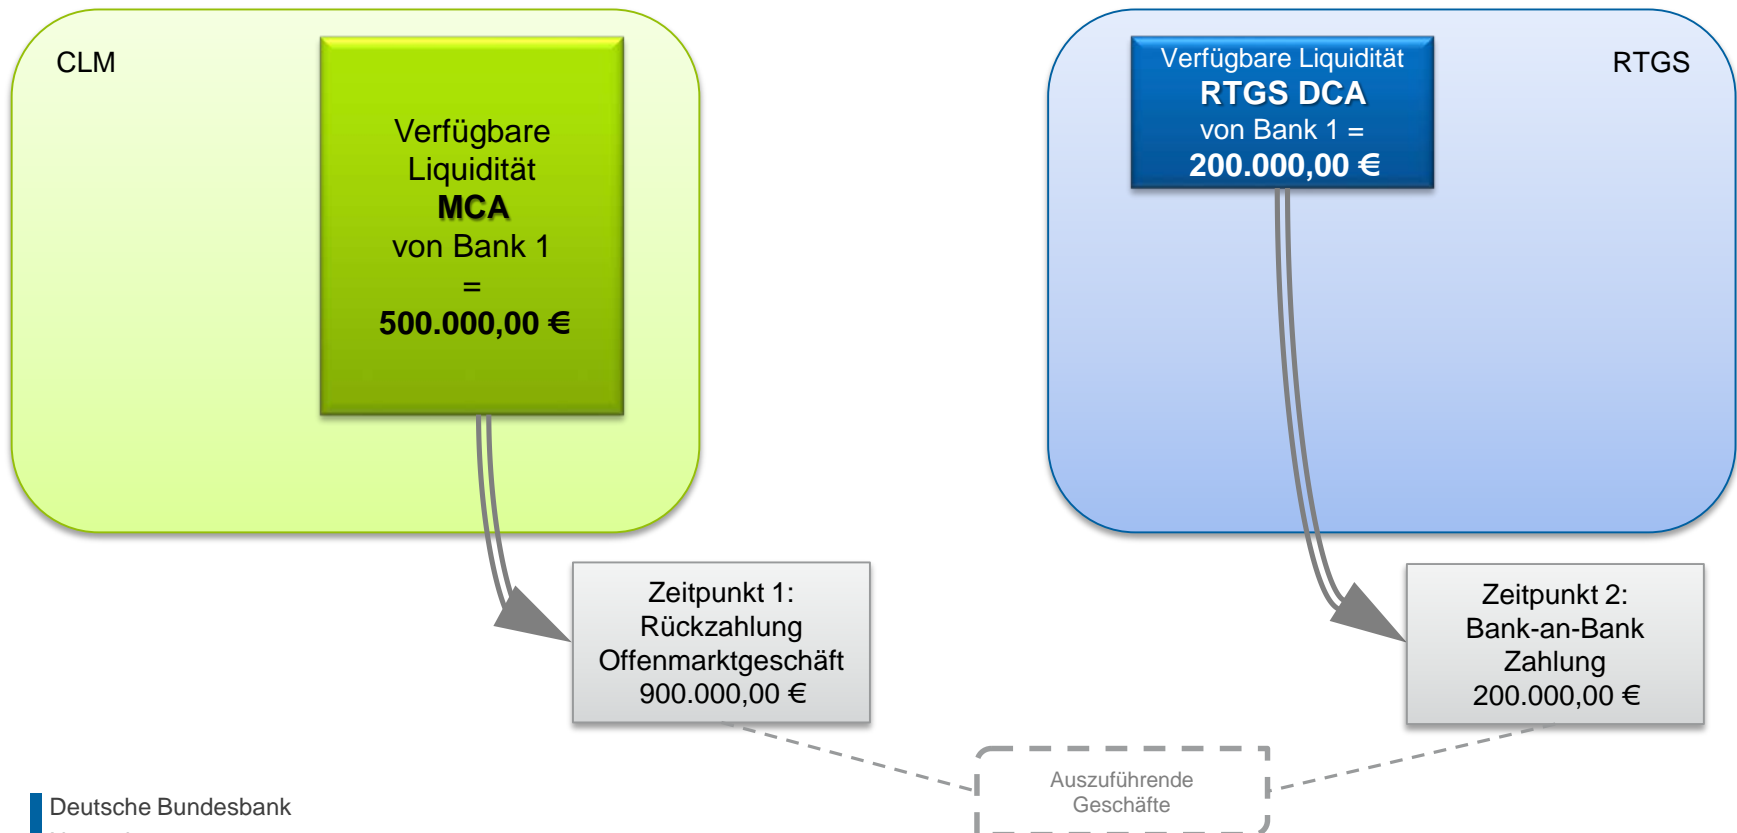 CLM
Verfügbare
Liquidität
MCA
von Bank 1
=
500.000,00 €
Verfügbare Liquidität
RTGS DCA
von Bank 1 =
200.000,00 €
RTGS
Zeitpunkt 1:
Rückzahlung
Offenmarktgeschäft
900.000,00 €
Zeitpunkt 2:
Bank-an-Bank
Zahlung
200.000,00 €
Auszuführende
Geschäfte
Deutsche Bundesbank